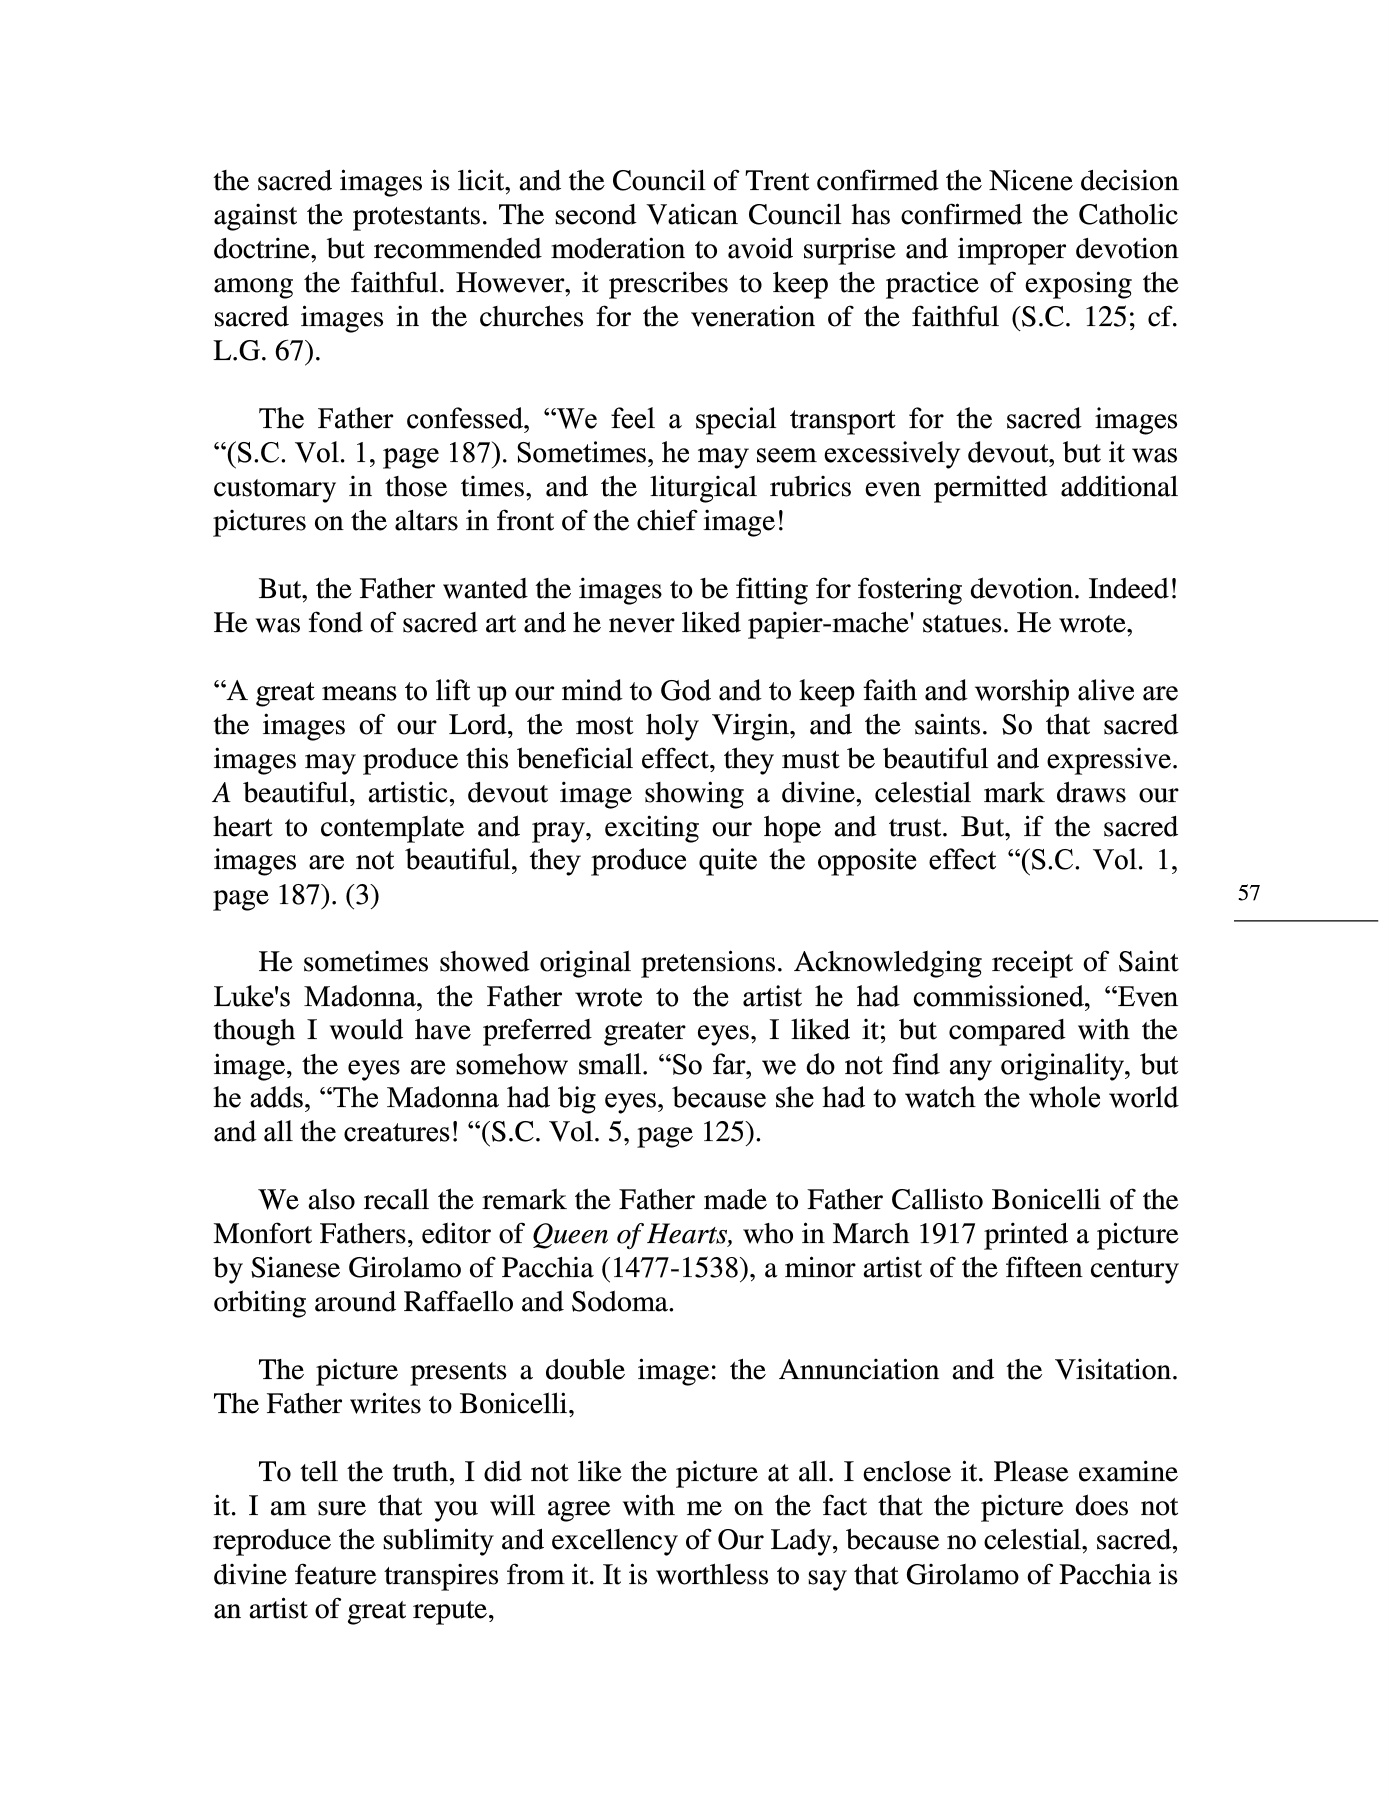 the sacred images is licit, and the Council of Trent confirmed the Nicene decision
against the protestants. The second Vatican Council has confirmed the Catholic
doctrine, but recommended moderation to avoid surprise and improper devotion
among the faithful. However, it prescribes to keep the practice of exposing the
sacred images in the churches for the veneration of the faithful (S.C. 125; cf.
L.G. 67).
The Father confessed, “We feel a special transport for the sacred images
“(S.C. Vol. 1, page 187). Sometimes, he may seem excessively devout, but it was
customary in those times, and the liturgical rubrics even permitted additional
pictures on the altars in front of the chief image!
But, the Father wanted the images to be fitting for fostering devotion. Indeed!
He was fond of sacred art and he never liked papier-mache' statues. He wrote,
“A great means to lift up our mind to God and to keep faith and worship alive are
the images of our Lord, the most holy Virgin, and the saints. So that sacred
images may produce this beneficial effect, they must be beautiful and expressive.
A beautiful, artistic, devout image showing a divine, celestial mark draws our
heart to contemplate and pray, exciting our hope and trust. But, if the sacred
images are not beautiful, they produce quite the opposite effect “(S.C. Vol. 1,
page 187). (3)
57
He sometimes showed original pretensions. Acknowledging receipt of Saint
Luke's Madonna, the Father wrote to the artist he had commissioned, “Even
though I would have preferred greater eyes, I liked it; but compared with the
image, the eyes are somehow small. “So far, we do not find any originality, but
he adds, “The Madonna had big eyes, because she had to watch the whole world
and all the creatures! “(S.C. Vol. 5, page 125).
We also recall the remark the Father made to Father Callisto Bonicelli of the
Monfort Fathers, editor of Queen of Hearts, who in March 1917 printed a picture
by Sianese Girolamo of Pacchia (1477-1538), a minor artist of the fifteen century
orbiting around Raffaello and Sodoma.
The picture presents a double image: the Annunciation and the Visitation.
The Father writes to Bonicelli,
To tell the truth, I did not like the picture at all. I enclose it. Please examine
it. I am sure that you will agree with me on the fact that the picture does not
reproduce the sublimity and excellency of Our Lady, because no celestial, sacred,
divine feature transpires from it. It is worthless to say that Girolamo of Pacchia is
an artist of great repute,